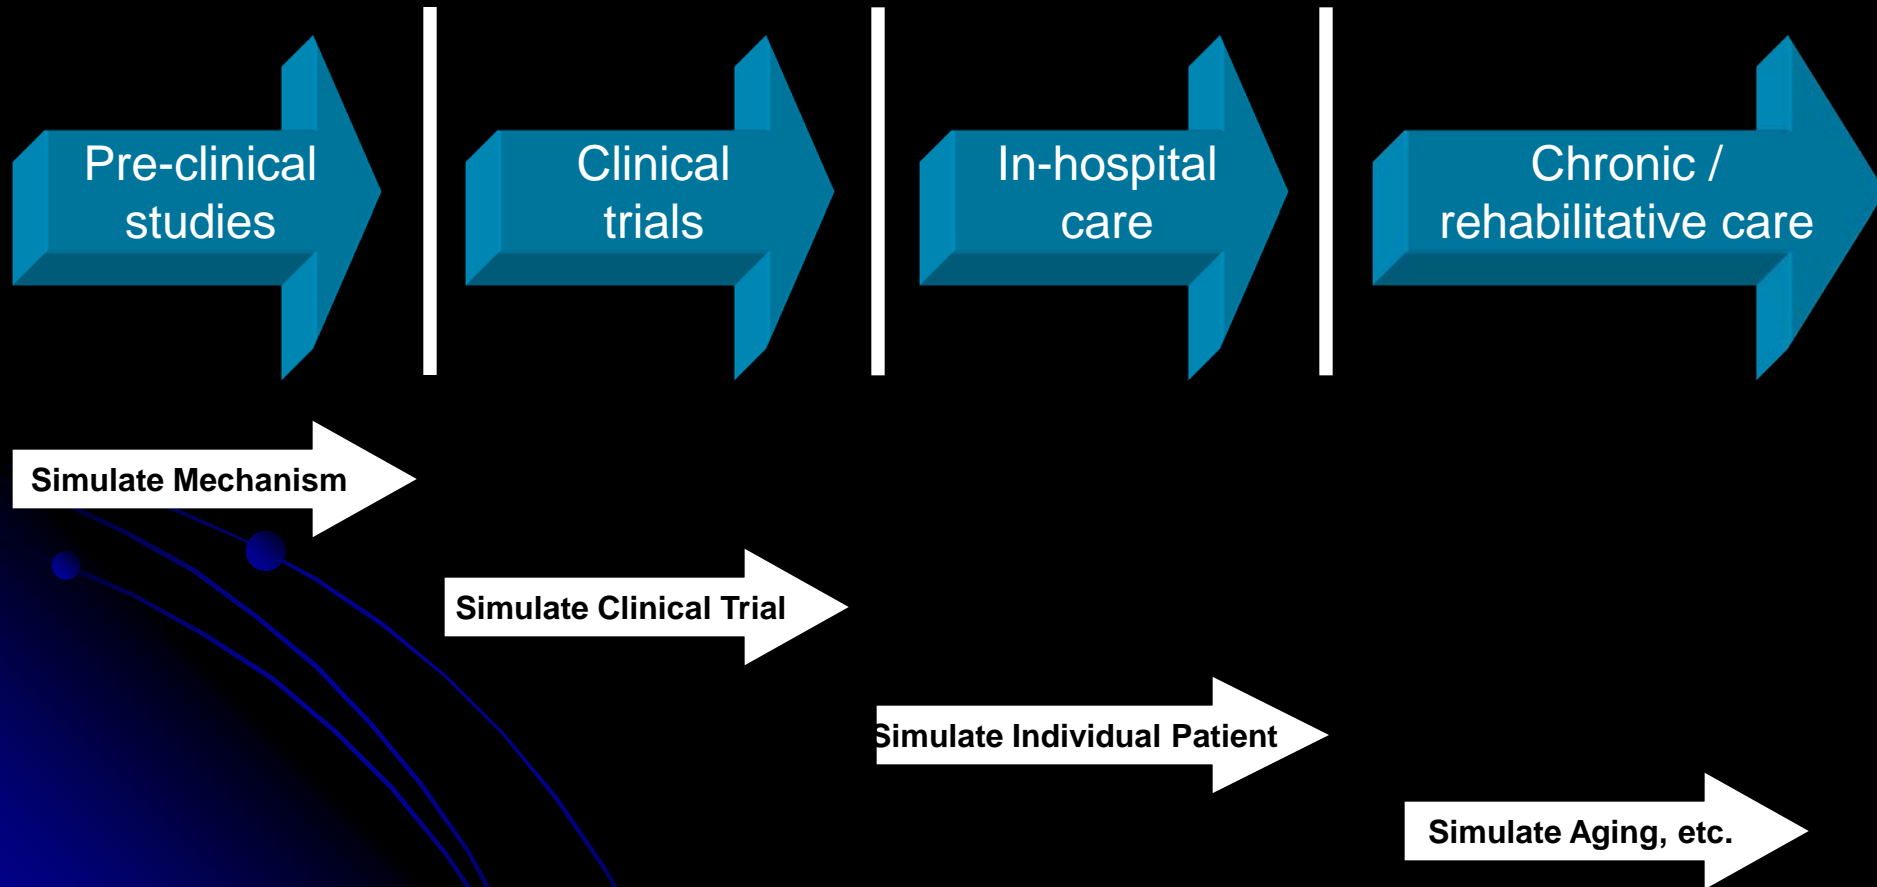 Pre-clinical
studies
Clinical
trials
In-hospital
care
Chronic /
rehabilitative care
Simulate Mechanism
Simulate Clinical Trial
Simulate Individual Patient
Simulate Aging, etc.